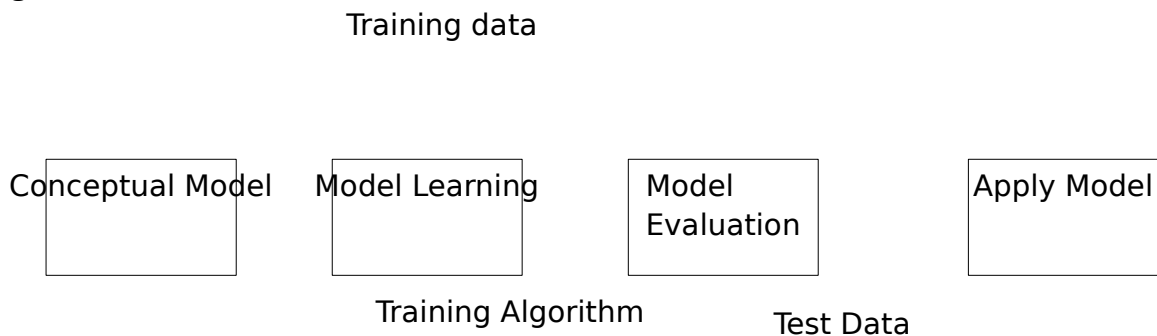 Training data
Conceptual Model
Model Learning
Model
Evaluation
Apply Model
Training Algorithm
Test Data